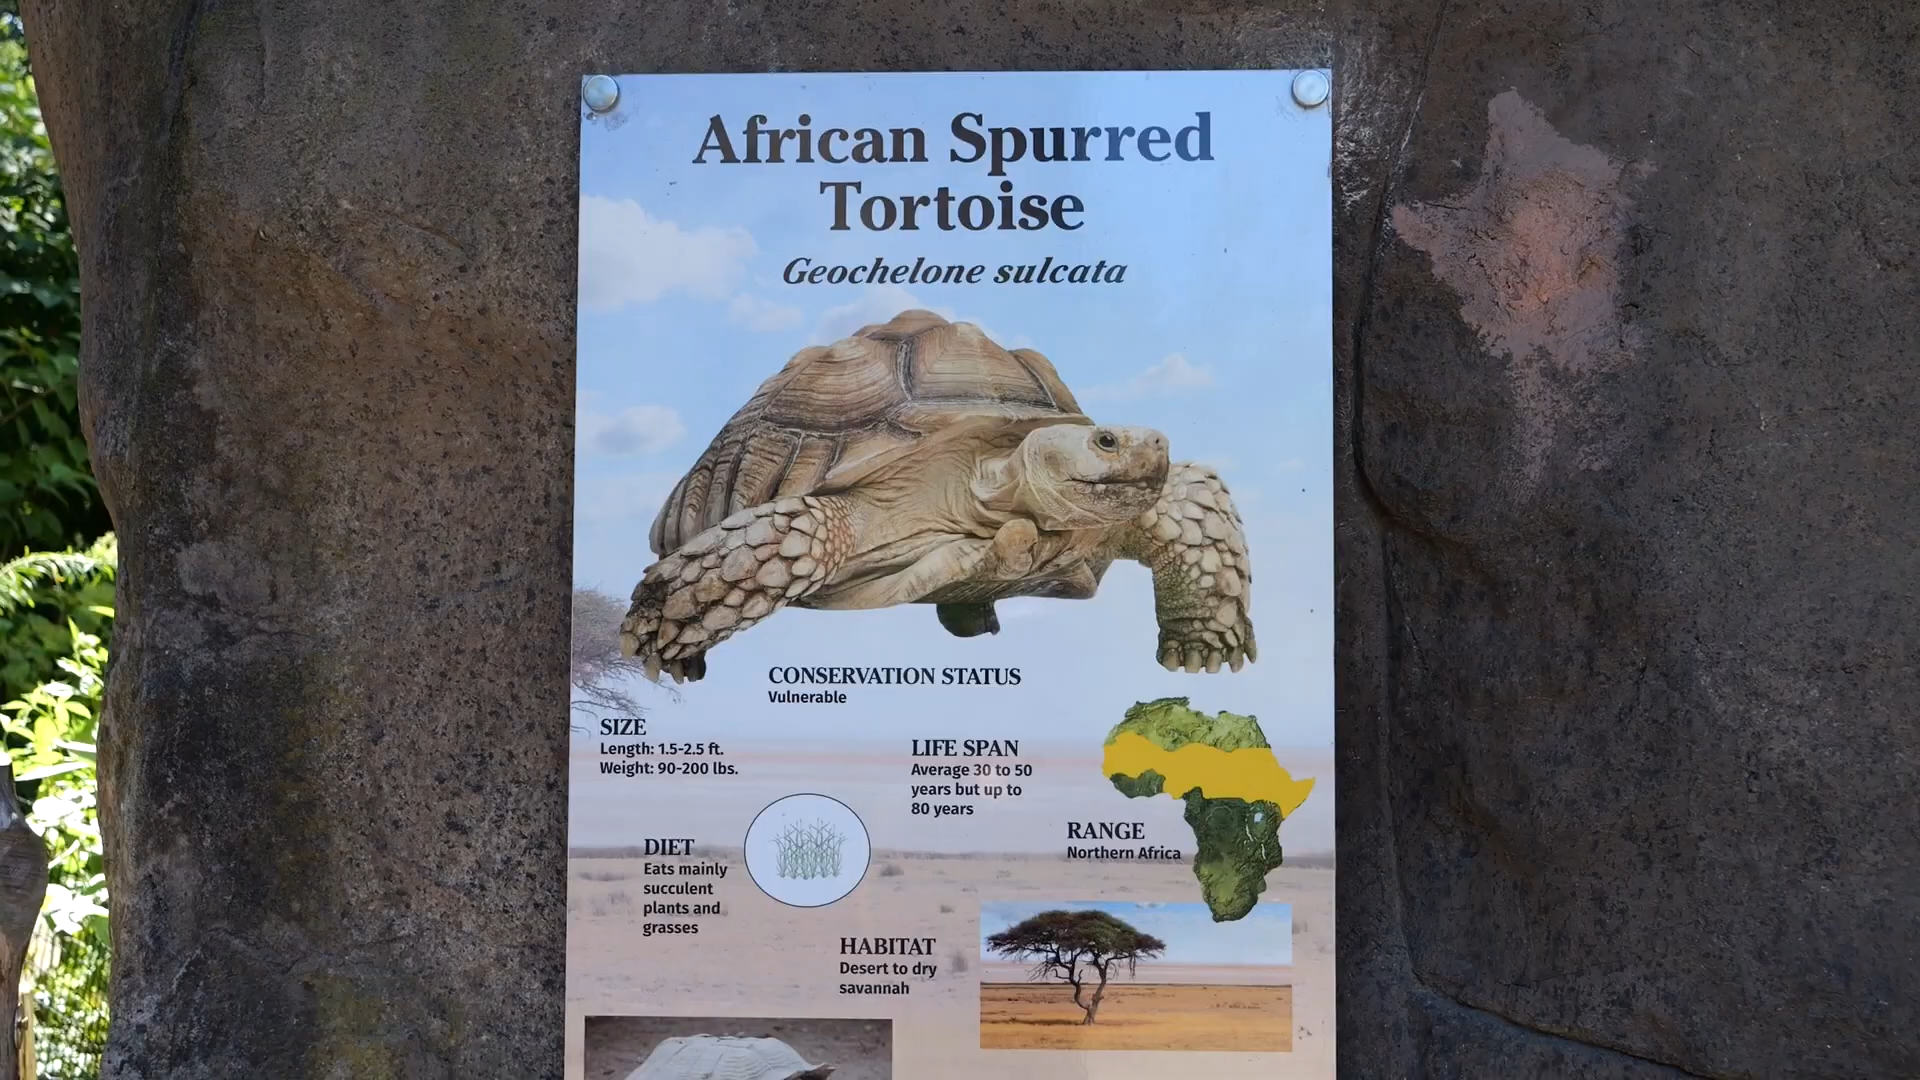 African Spurred
Tortoise
Geochelone sulcata
CONSERVATION STATUS
Vulnerable
SIZE
Length: 1.5-2.5 ft.
Weight: 90-200 lbs.
LIFE SPAN
Average 30 to 50
years but up to
80 years
RANGE
Northern Africa
DIET
Eats mainly
succulent
plants and
grasses
HABITAT
Desert to dry
savannah